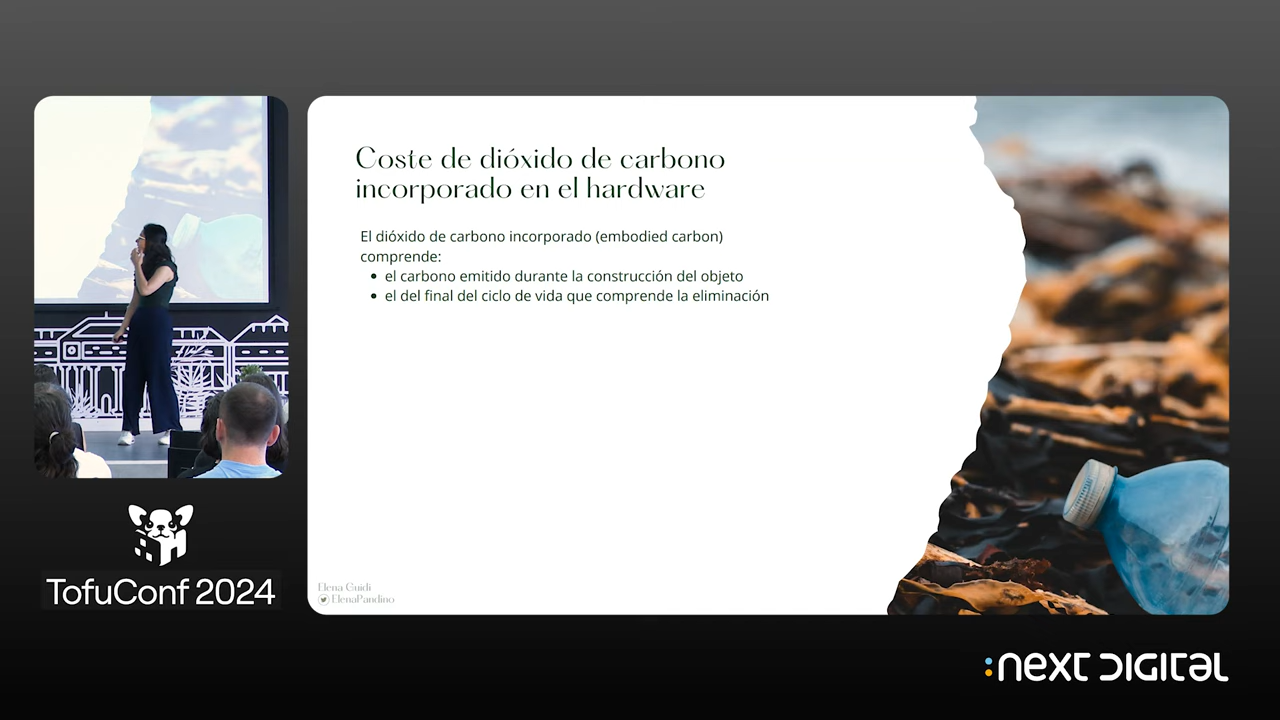 Coste de dióxido de carbono
incorporado en el hardware
El dióxido de carbono incorporado (embodied carbon)
comprende:
• el carbono emitido durante la construcción del objeto
• el del final del ciclo de vida que comprende la eliminación
Elena Guidi
ElenaPandino
TofuConf 2024
:next DIGITal